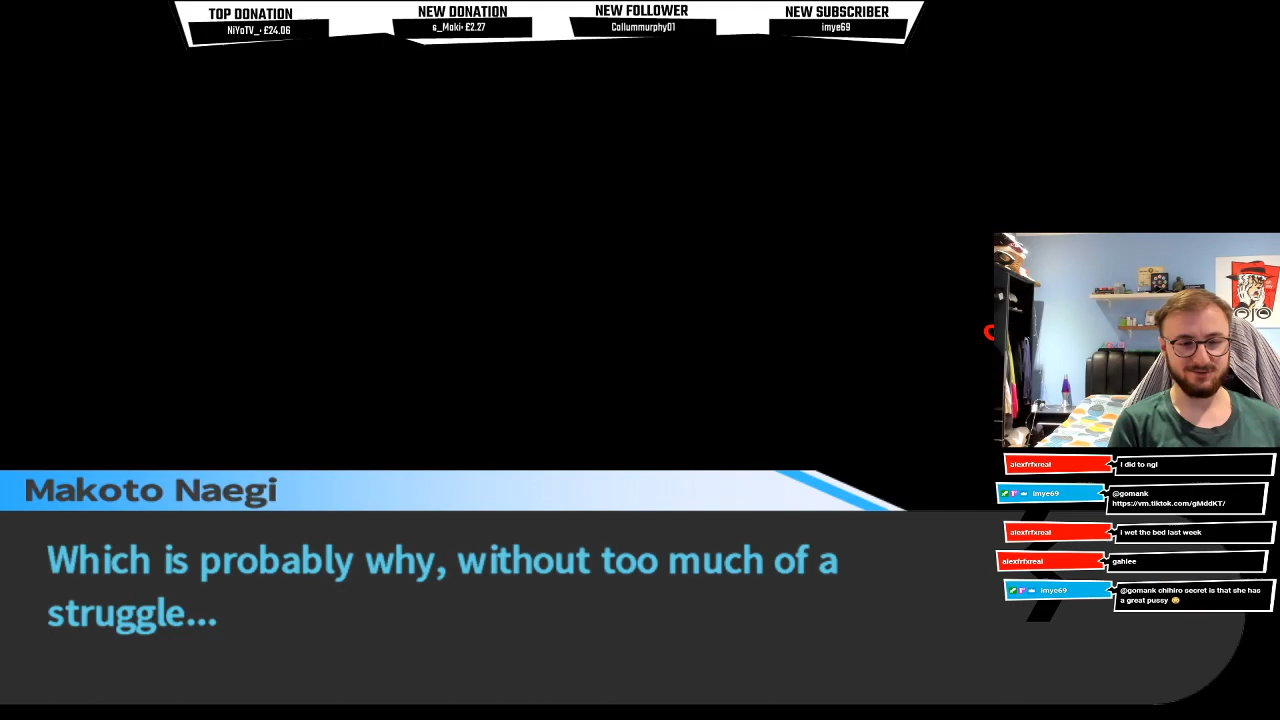 TOP DONATION
NiYoTV_• £24.06
NEW DONATION
s_Maki• £2.27
NEW FOLLOWER
Callummurphy01
NEW SUBSCRIBER
imye69
alexfrfxreal
i did to ngl
imye69
@gomank
https://vm.tiktok.com/gMddKT/
alexfrfxreal
i wet the bed last week
alexfrfxreal
gahlee
imye69
@gomank chihiro secret is that she has
a great pussy 😳
Makoto Naegi
Which is probably why, without too much of a
struggle...